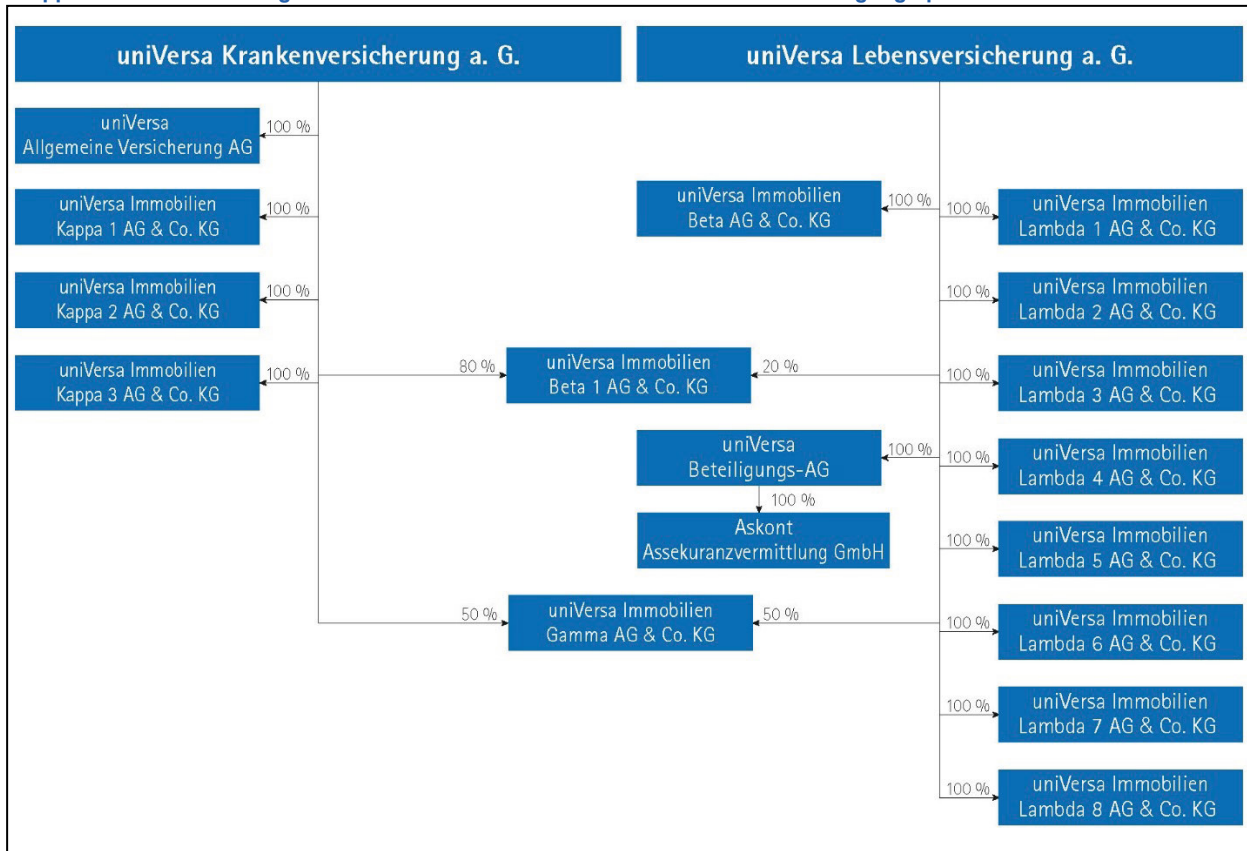 uniVersa Krankenversicherung a. G.
uniVersa Lebensversicherung a. G.
uniVersa
Allgemeine Versicherung AG
100 %
uniVersa Immobilien
Kappa 1 AG & Co. KG
100 %
uniVersa Immobilien
Kappa 2 AG & Co. KG
100 %
uniVersa Immobilien
Kappa 3 AG & Co. KG
100 %
80 %
uniVersa Immobilien
Beta 1 AG & Co. KG
20 %
50 %
uniVersa Immobilien
Gamma AG & Co. KG
50 %
uniVersa Immobilien
Beta AG & Co. KG
100 %
uniVersa
Beteiligungs-AG
100 %
100 %
Askont
Assekuranzvermittlung GmbH
100 %
uniVersa Immobilien
Lambda 1 AG & Co. KG
100 %
uniVersa Immobilien
Lambda 2 AG & Co. KG
100 %
uniVersa Immobilien
Lambda 3 AG & Co. KG
100 %
uniVersa Immobilien
Lambda 4 AG & Co. KG
100 %
uniVersa Immobilien
Lambda 5 AG & Co. KG
100 %
uniVersa Immobilien
Lambda 6 AG & Co. KG
100 %
uniVersa Immobilien
Lambda 7 AG & Co. KG
100 %
uniVersa Immobilien
Lambda 8 AG & Co. KG